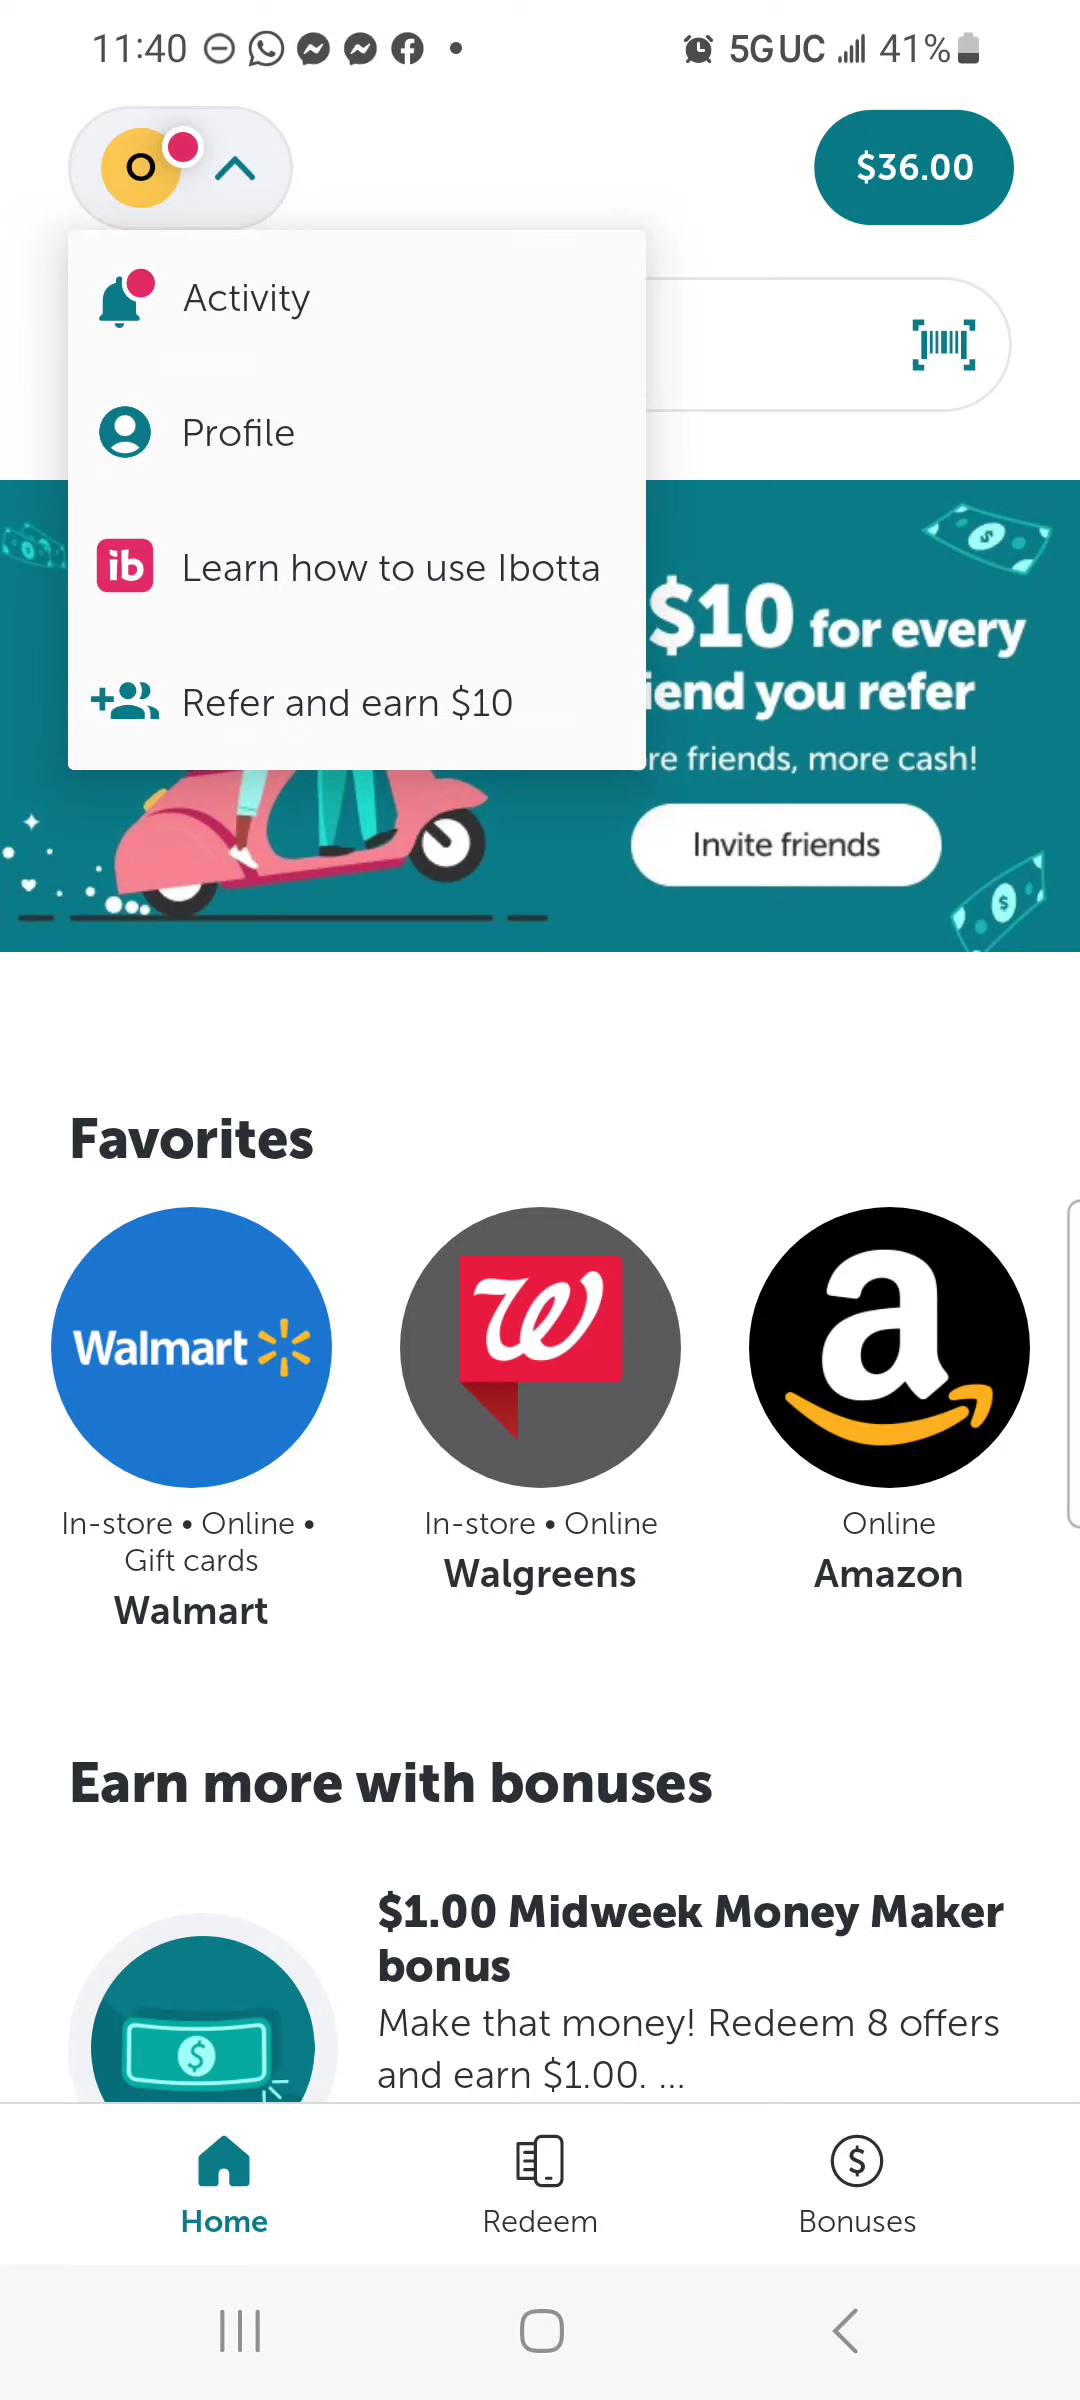 11:40
5G UC
41%
O
$36.00
Activity
Profile
ib
Learn how to use Ibotta
Refer and earn $10
$10 for every
iend you refer
re friends, more cash!
Invite friends
Favorites
Walmart
In-store • Online •
Gift cards
Walmart
W
In-store • Online
Walgreens
a
Online
Amazon
Earn more with bonuses
$1.00 Midweek Money Maker
bonus
Make that money! Redeem 8 offers
and earn $1.00. ...
Home
Redeem
Bonuses